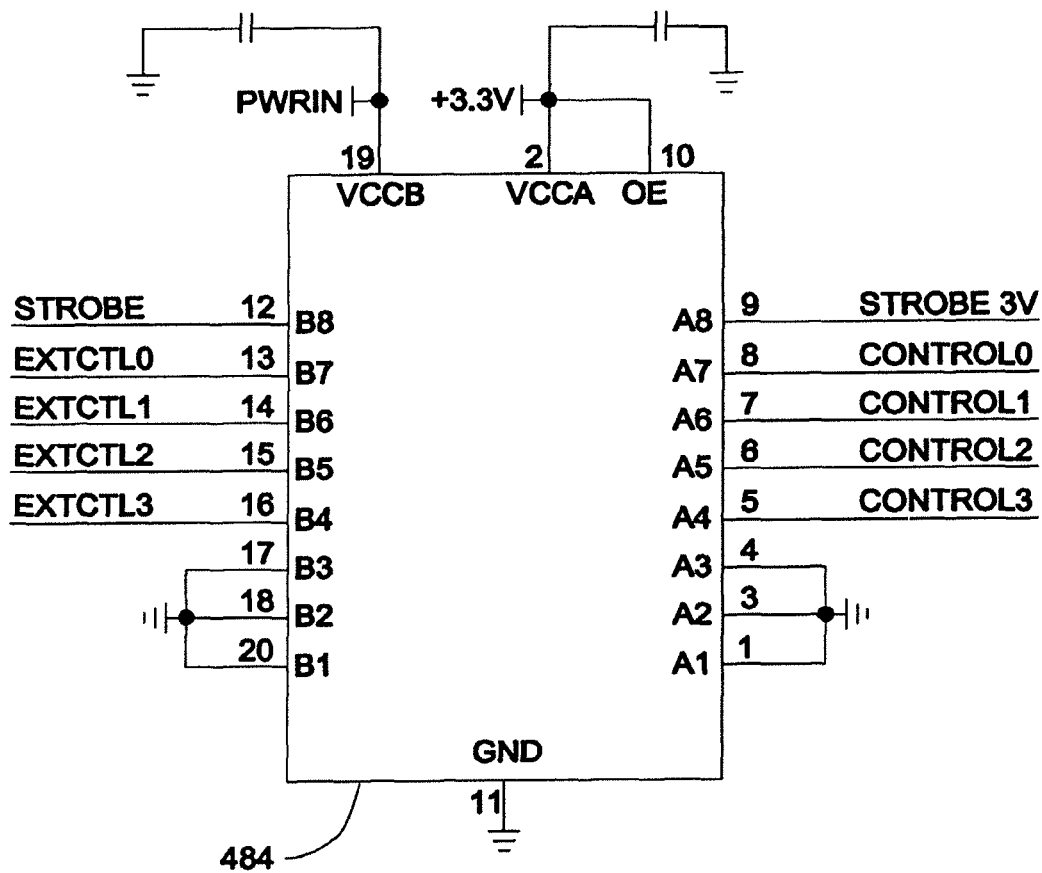 PWRIN +3.3V
19 2 10
VCCB VCCA OE
STROBE 12 B8 A8 9 STROBE 3V
EXTCTL0 13 B7 A7 8 CONTROL0
EXTCTL1 14 B6 A6 7 CONTROL1
EXTCTL2 15 B5 A5 6 CONTROL2
EXTCTL3 16 B4 A4 5 CONTROL3
17 B3 A3 4
18 B2 A2 3
20 B1 A1 1
GND
11
484